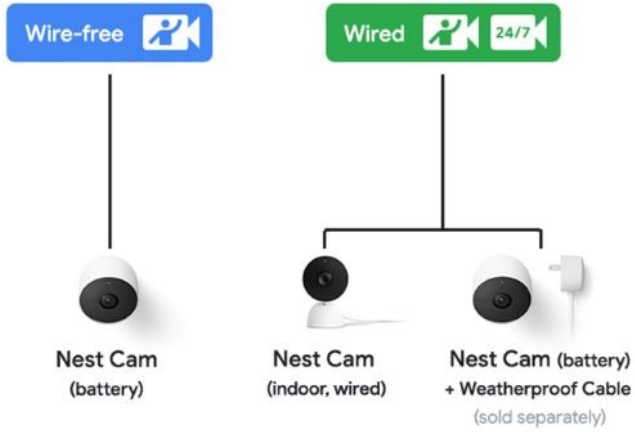 Wire-free
Wired
24/7
Nest Cam
(battery)
Nest Cam
(indoor, wired)
Nest Cam (battery)
+ Weatherproof Cable
(sold separately)